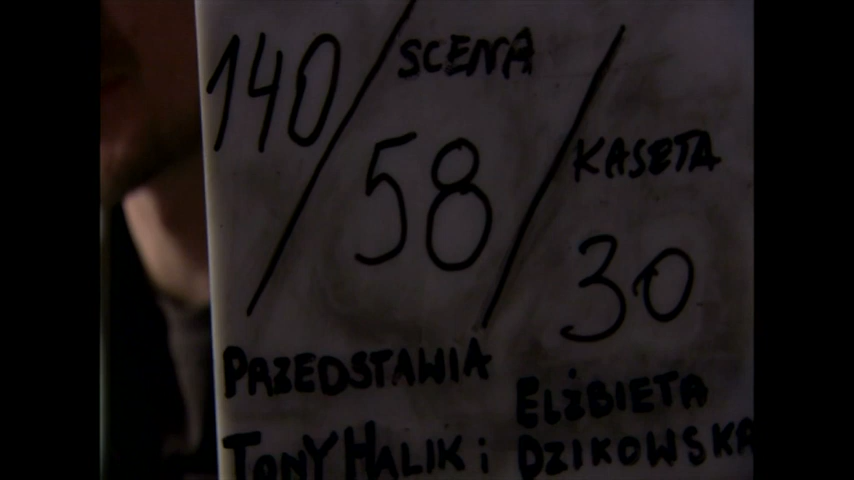 140 / SCENA / KASETA
58 30
PRZEDSTAWIA ELŻBIETA
TONY HALIK i DZIKOWSKA